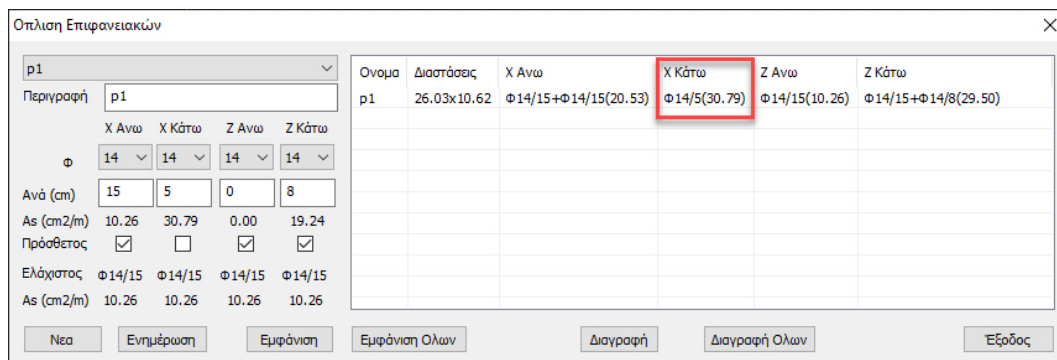 Οπλιση Επιφανειακών
p1
Περιγραφή p1
Χ Ανω Χ Κάτω Ζ Ανω Ζ Κάτω
Φ 14 14 14 14
Ανά (cm) 15 5 0 8
As (cm2/m) 10.26 30.79 0.00 19.24
Πρόσθετος
Ελάχιστος Φ14/15 Φ14/15 Φ14/15 Φ14/15
As (cm2/m) 10.26 10.26 10.26 10.26
Ονομα Διαστάσεις Χ Ανω Χ Κάτω Ζ Ανω Ζ Κάτω
p1 26.03x10.62 Φ14/15+Φ14/15(20.53) Φ14/5(30.79) Φ14/15(10.26) Φ14/15+Φ14/8(29.50)
Νεα Ενημέρωση Εμφάνιση Εμφάνιση Ολων Διαγραφή Διαγραφή Ολων Έξοδος